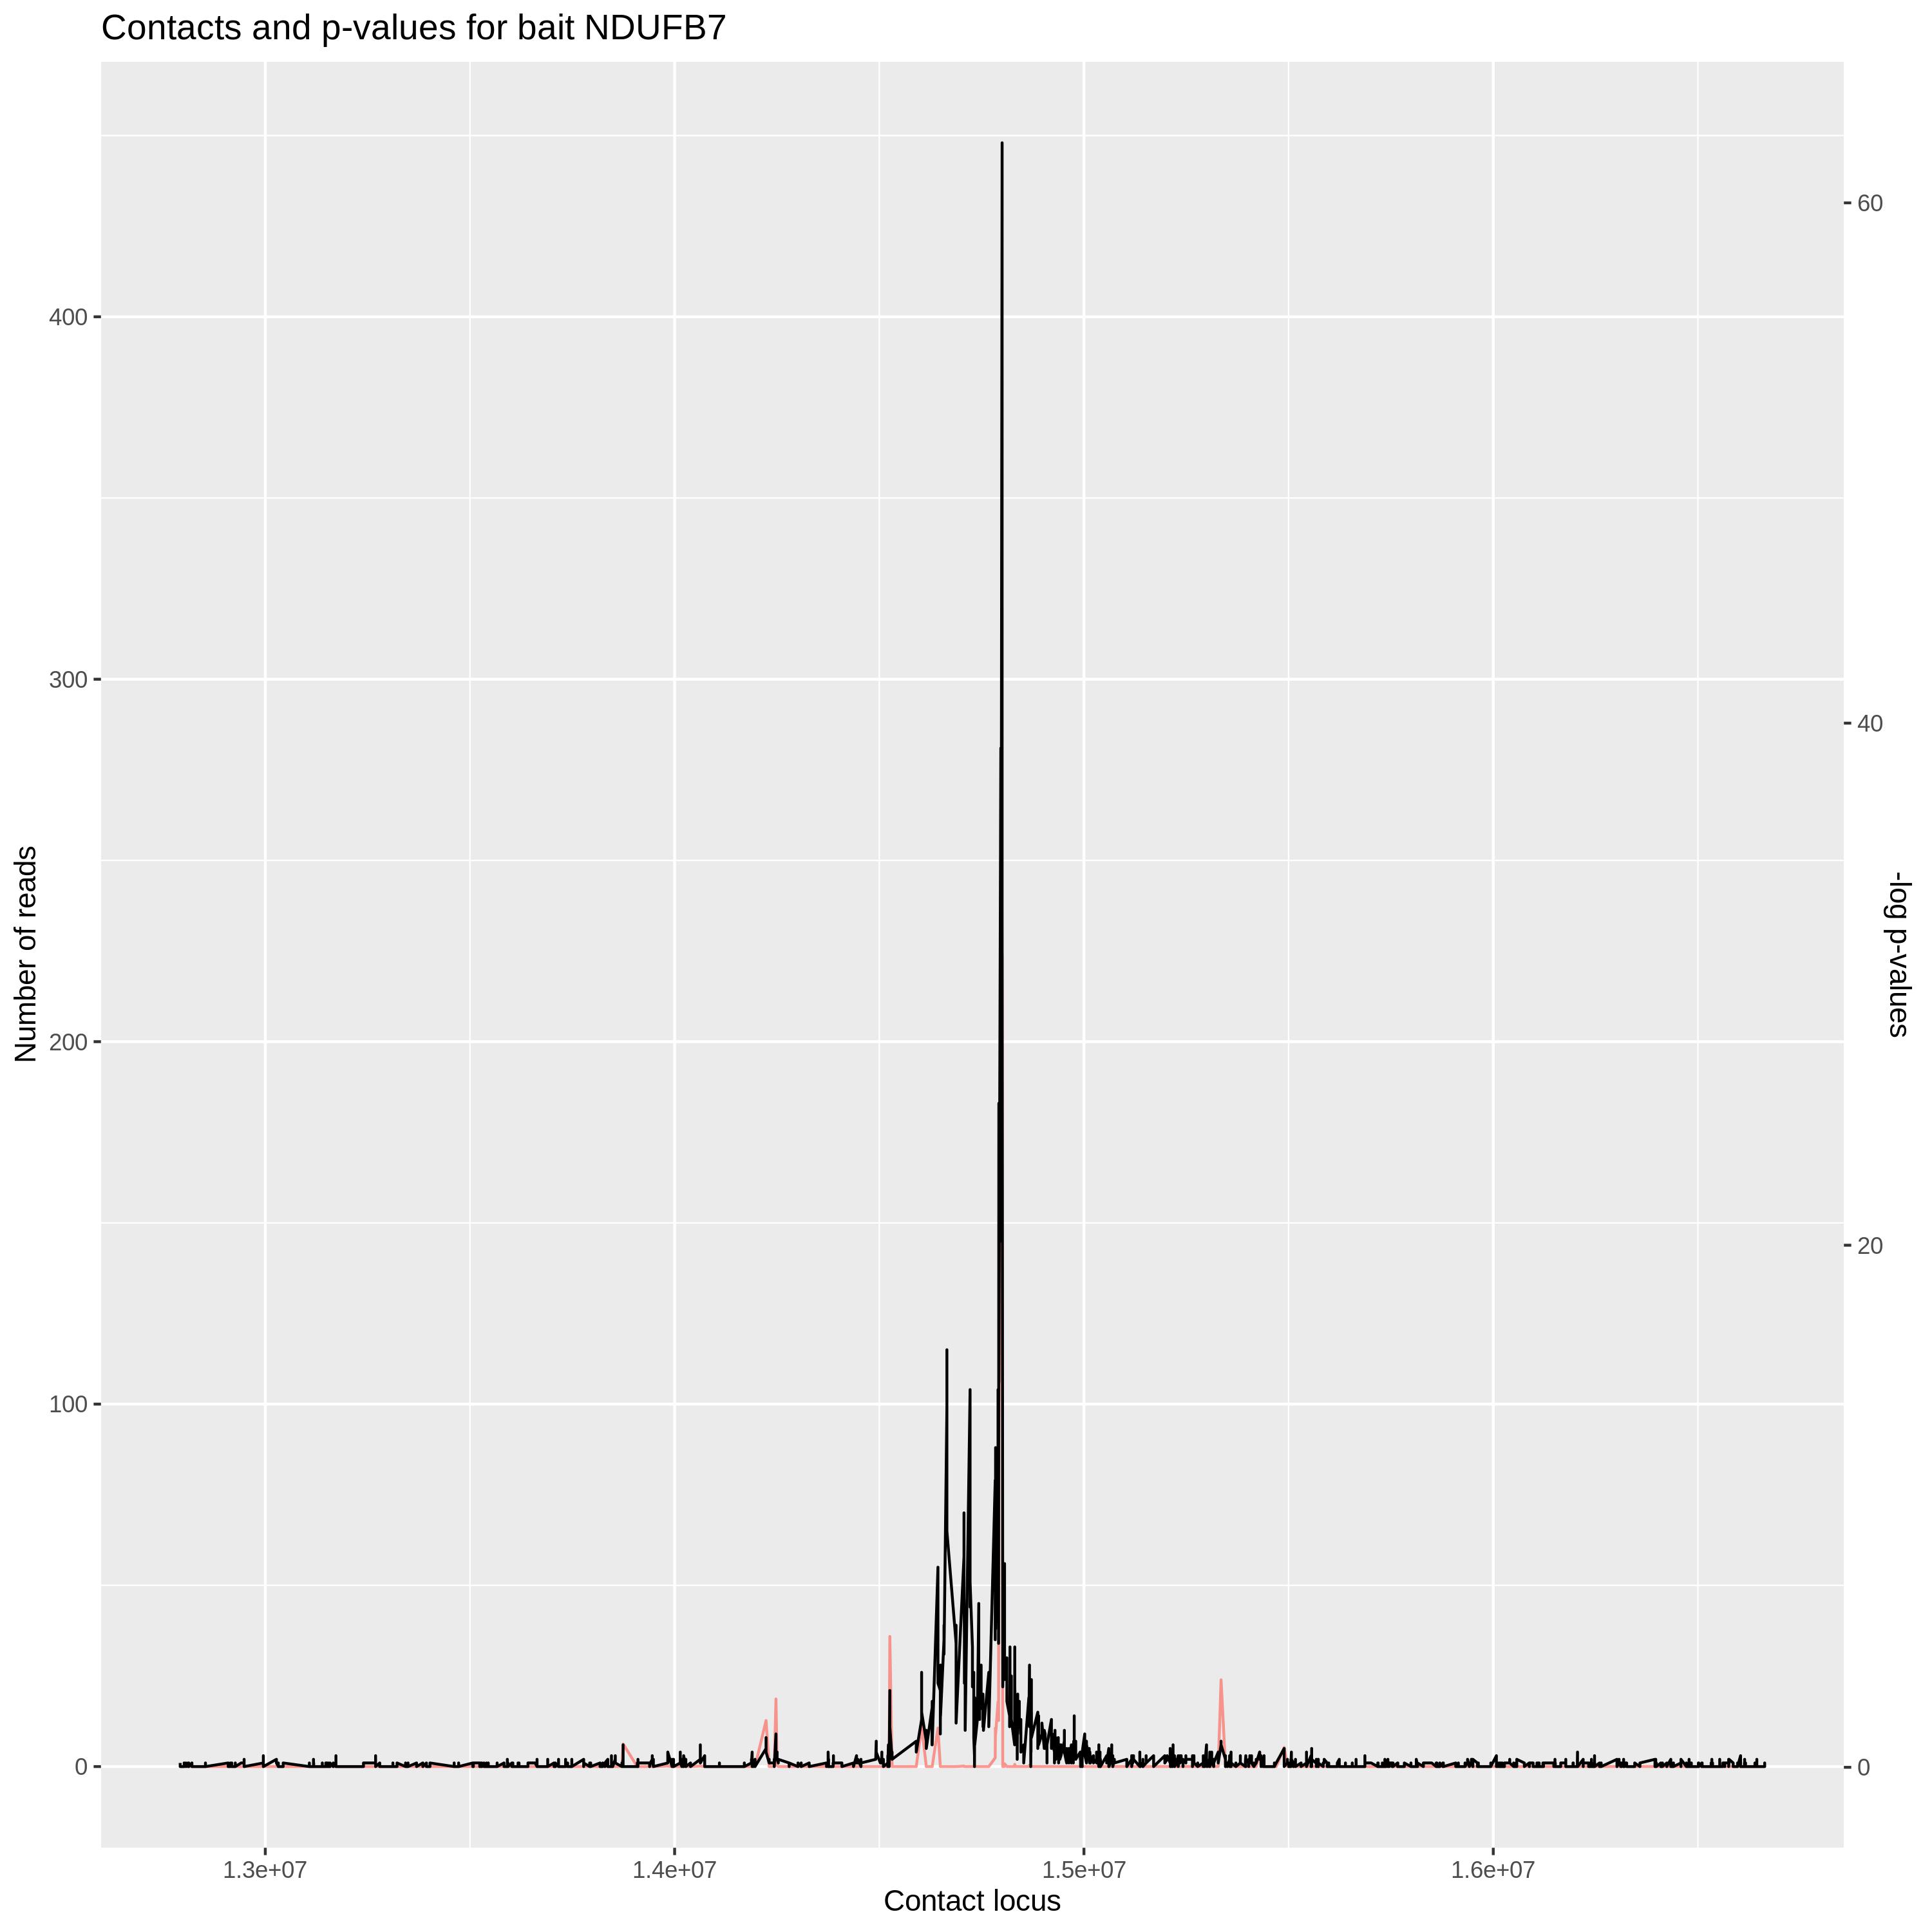 Contacts and p-values for bait NDUFB7
400
300
200
100
0
Number of reads
60
40
20
0
-log p-values
1.3e+07
1.4e+07
1.5e+07
1.6e+07
Contact locus